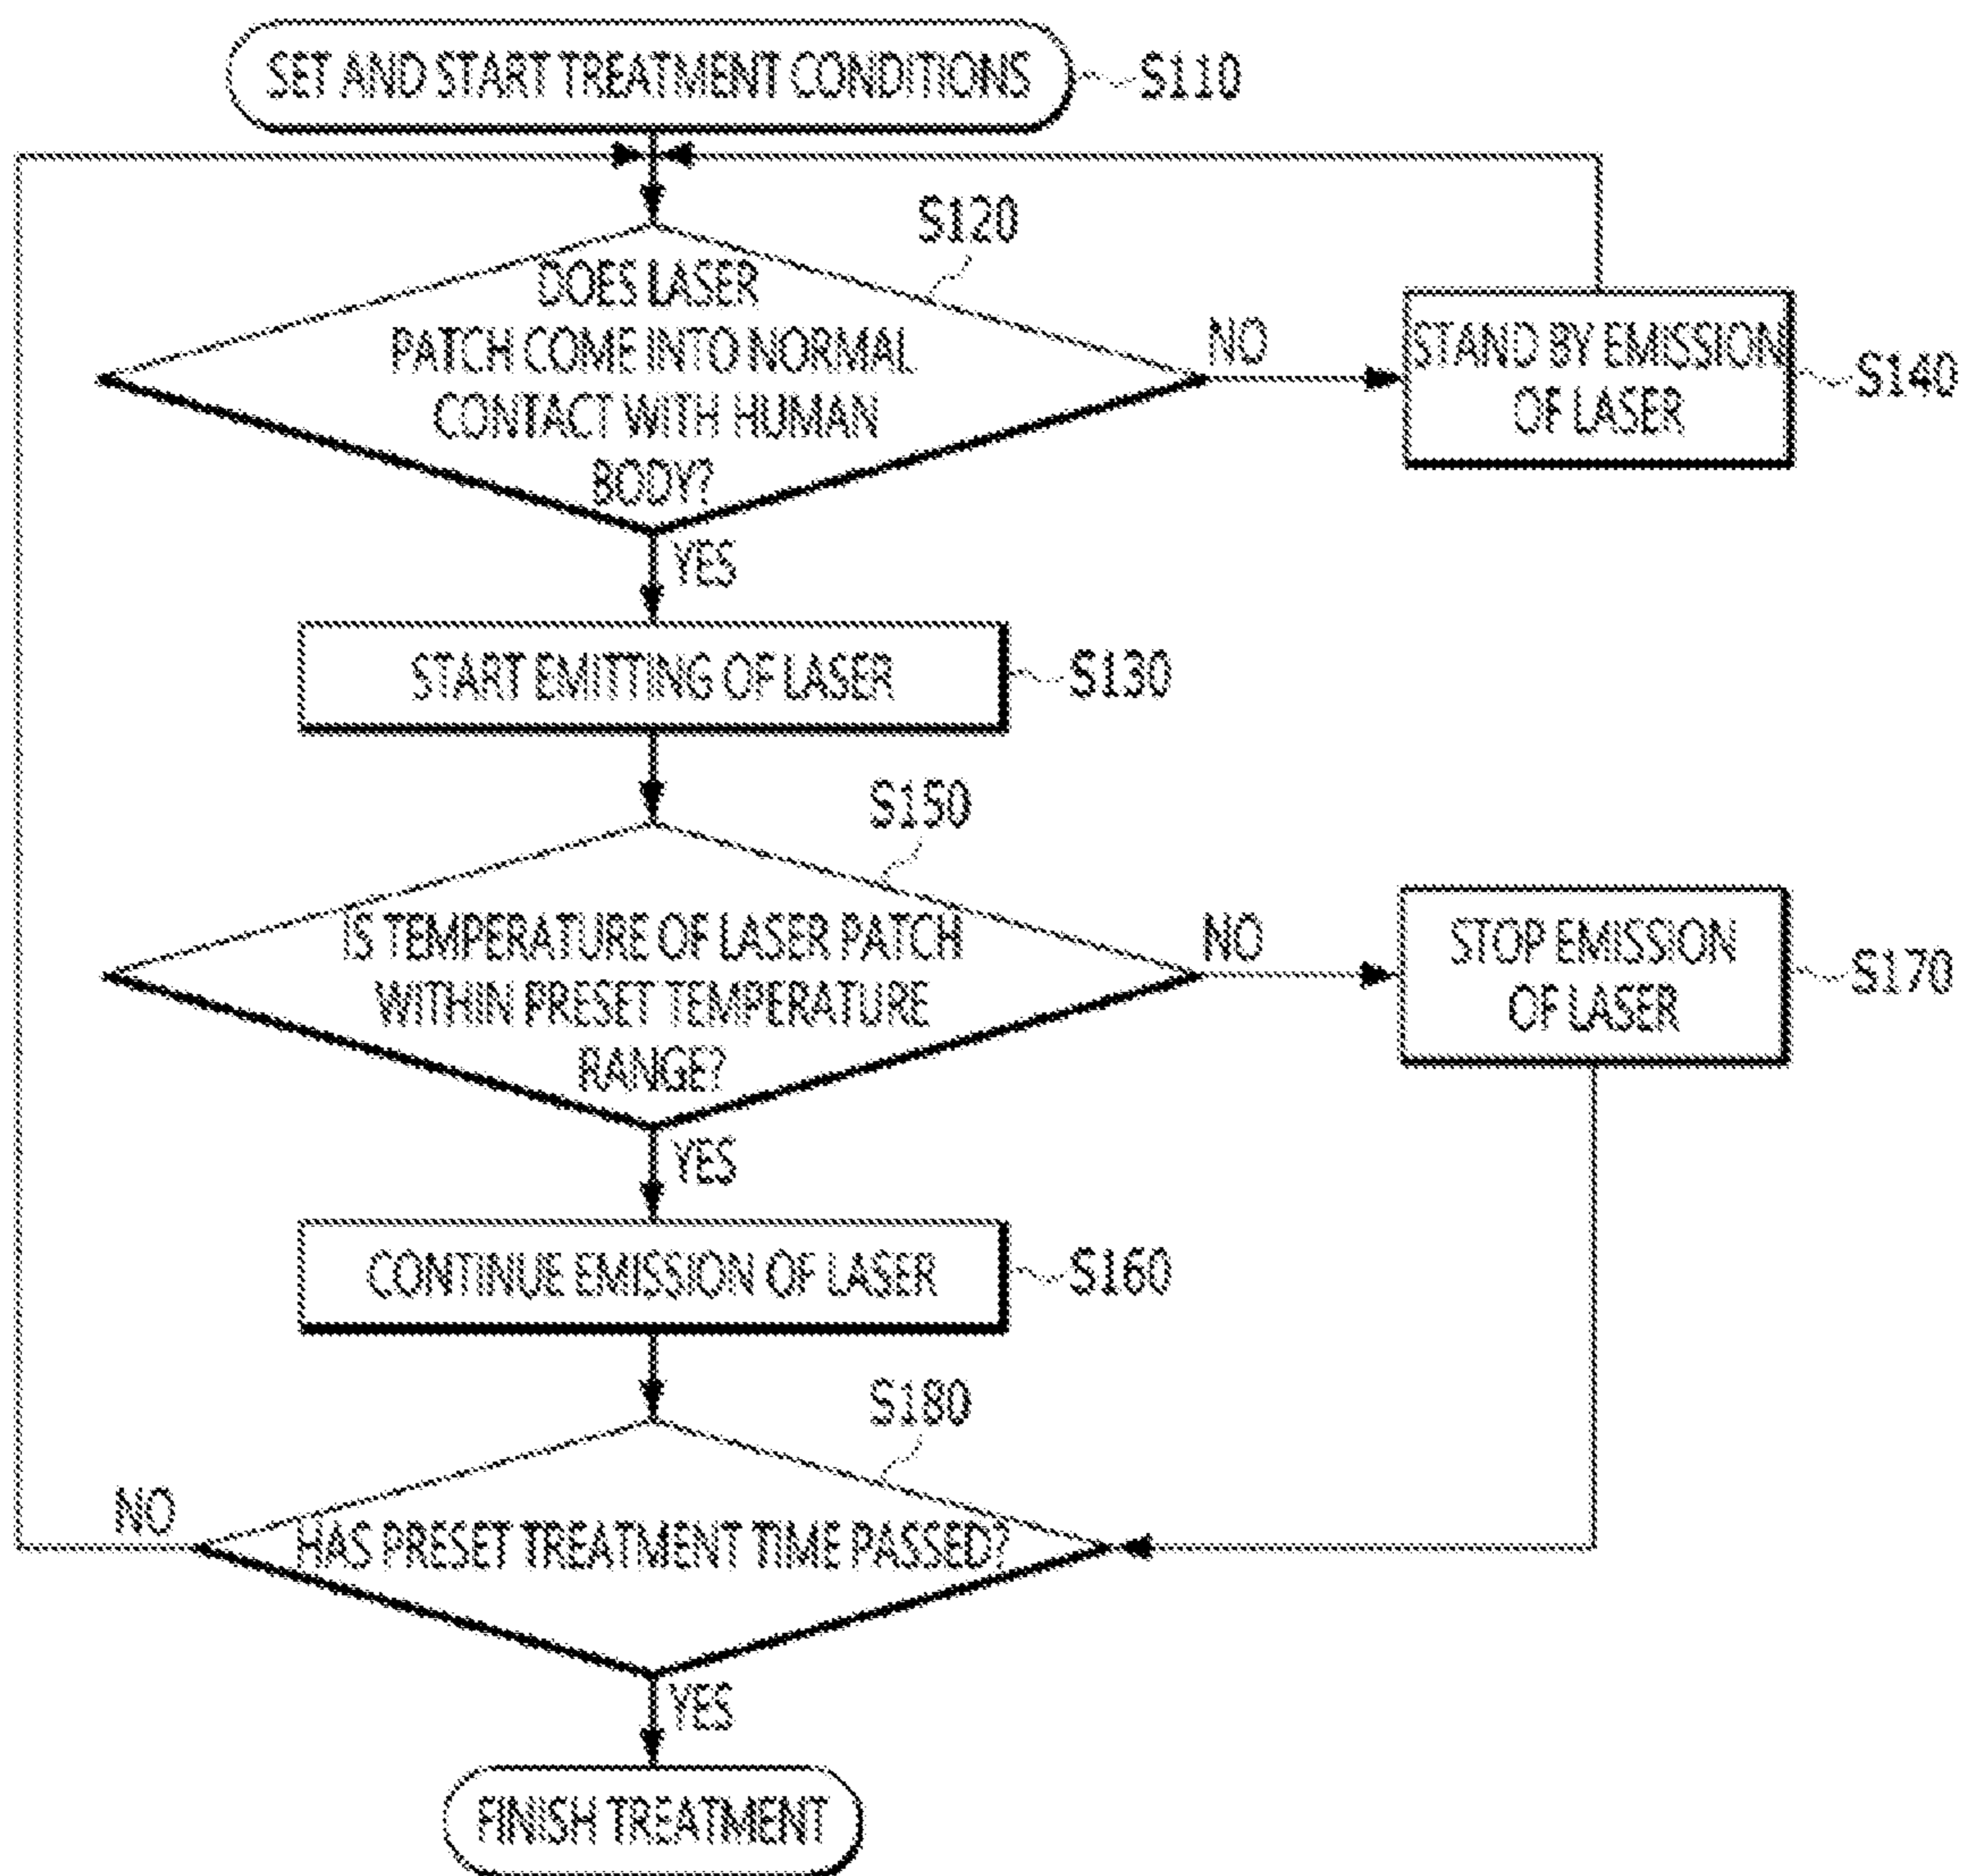 SET AND START TREATMENT CONDITIONS
S110
S120
DOES LASER
PATCH COME INTO NORMAL
CONTACT WITH HUMAN
BODY?
NO
STAND BY EMISSION
OF LASER
S140
YES
START EMITTING OF LASER
S130
S150
IS TEMPERATURE OF LASER PATCH
WITHIN PRESET TEMPERATURE
RANGE?
NO
STOP EMISSION
OF LASER
S170
YES
CONTINUE EMISSION OF LASER
S160
S180
NO
HAS PRESET TREATMENT TIME PASSED?
YES
FINISH TREATMENT